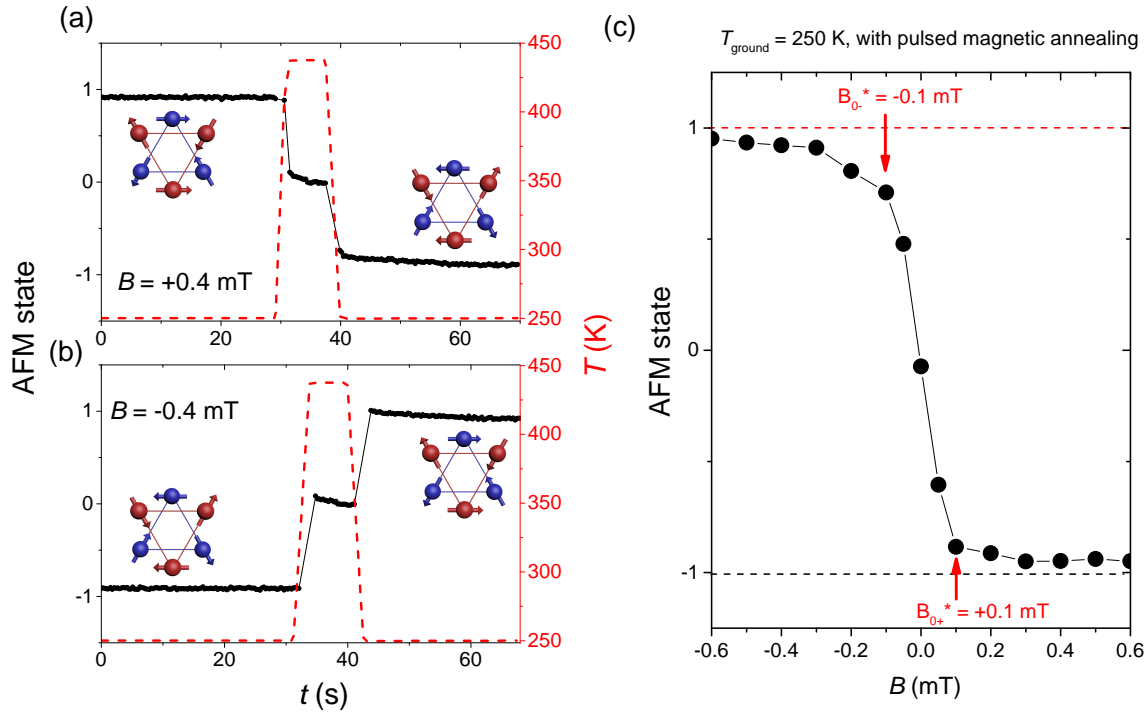 (a)
1
0
-1
AFM state
B = +0.4 mT
0
20
40
60
450
400
350
300
250
T (K)
(b)
1
0
-1
B = -0.4 mT
0
20
40
60
t (s)
450
400
350
300
250
(c)
T_ground = 250 K, with pulsed magnetic annealing
B_0-* = -0.1 mT
1
0
-1
AFM state
B_0+* = +0.1 mT
-0.6
-0.4
-0.2
0.0
0.2
0.4
0.6
B (mT)